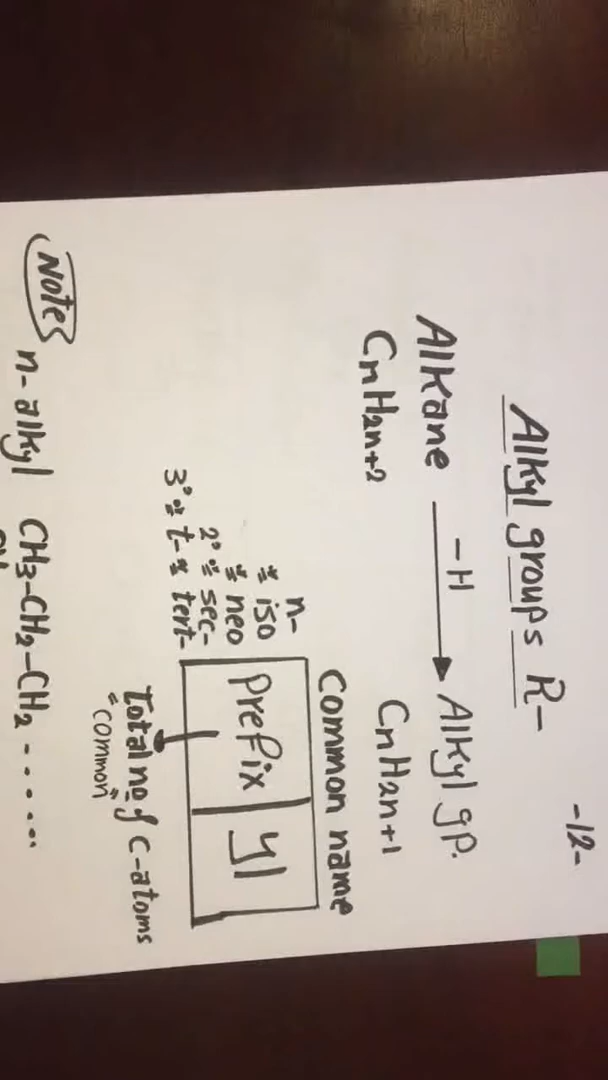 -12-
Alkyl groups R-
Alkane -H Alkyl gp.
CnH2n+2 CnH2n+1
Common name
n-
iso
neo
2° sec-
3° t- tert-
Prefix yl
Total no of C-atoms
"common"
Notes
n-alkyl CH3-CH2-CH2......